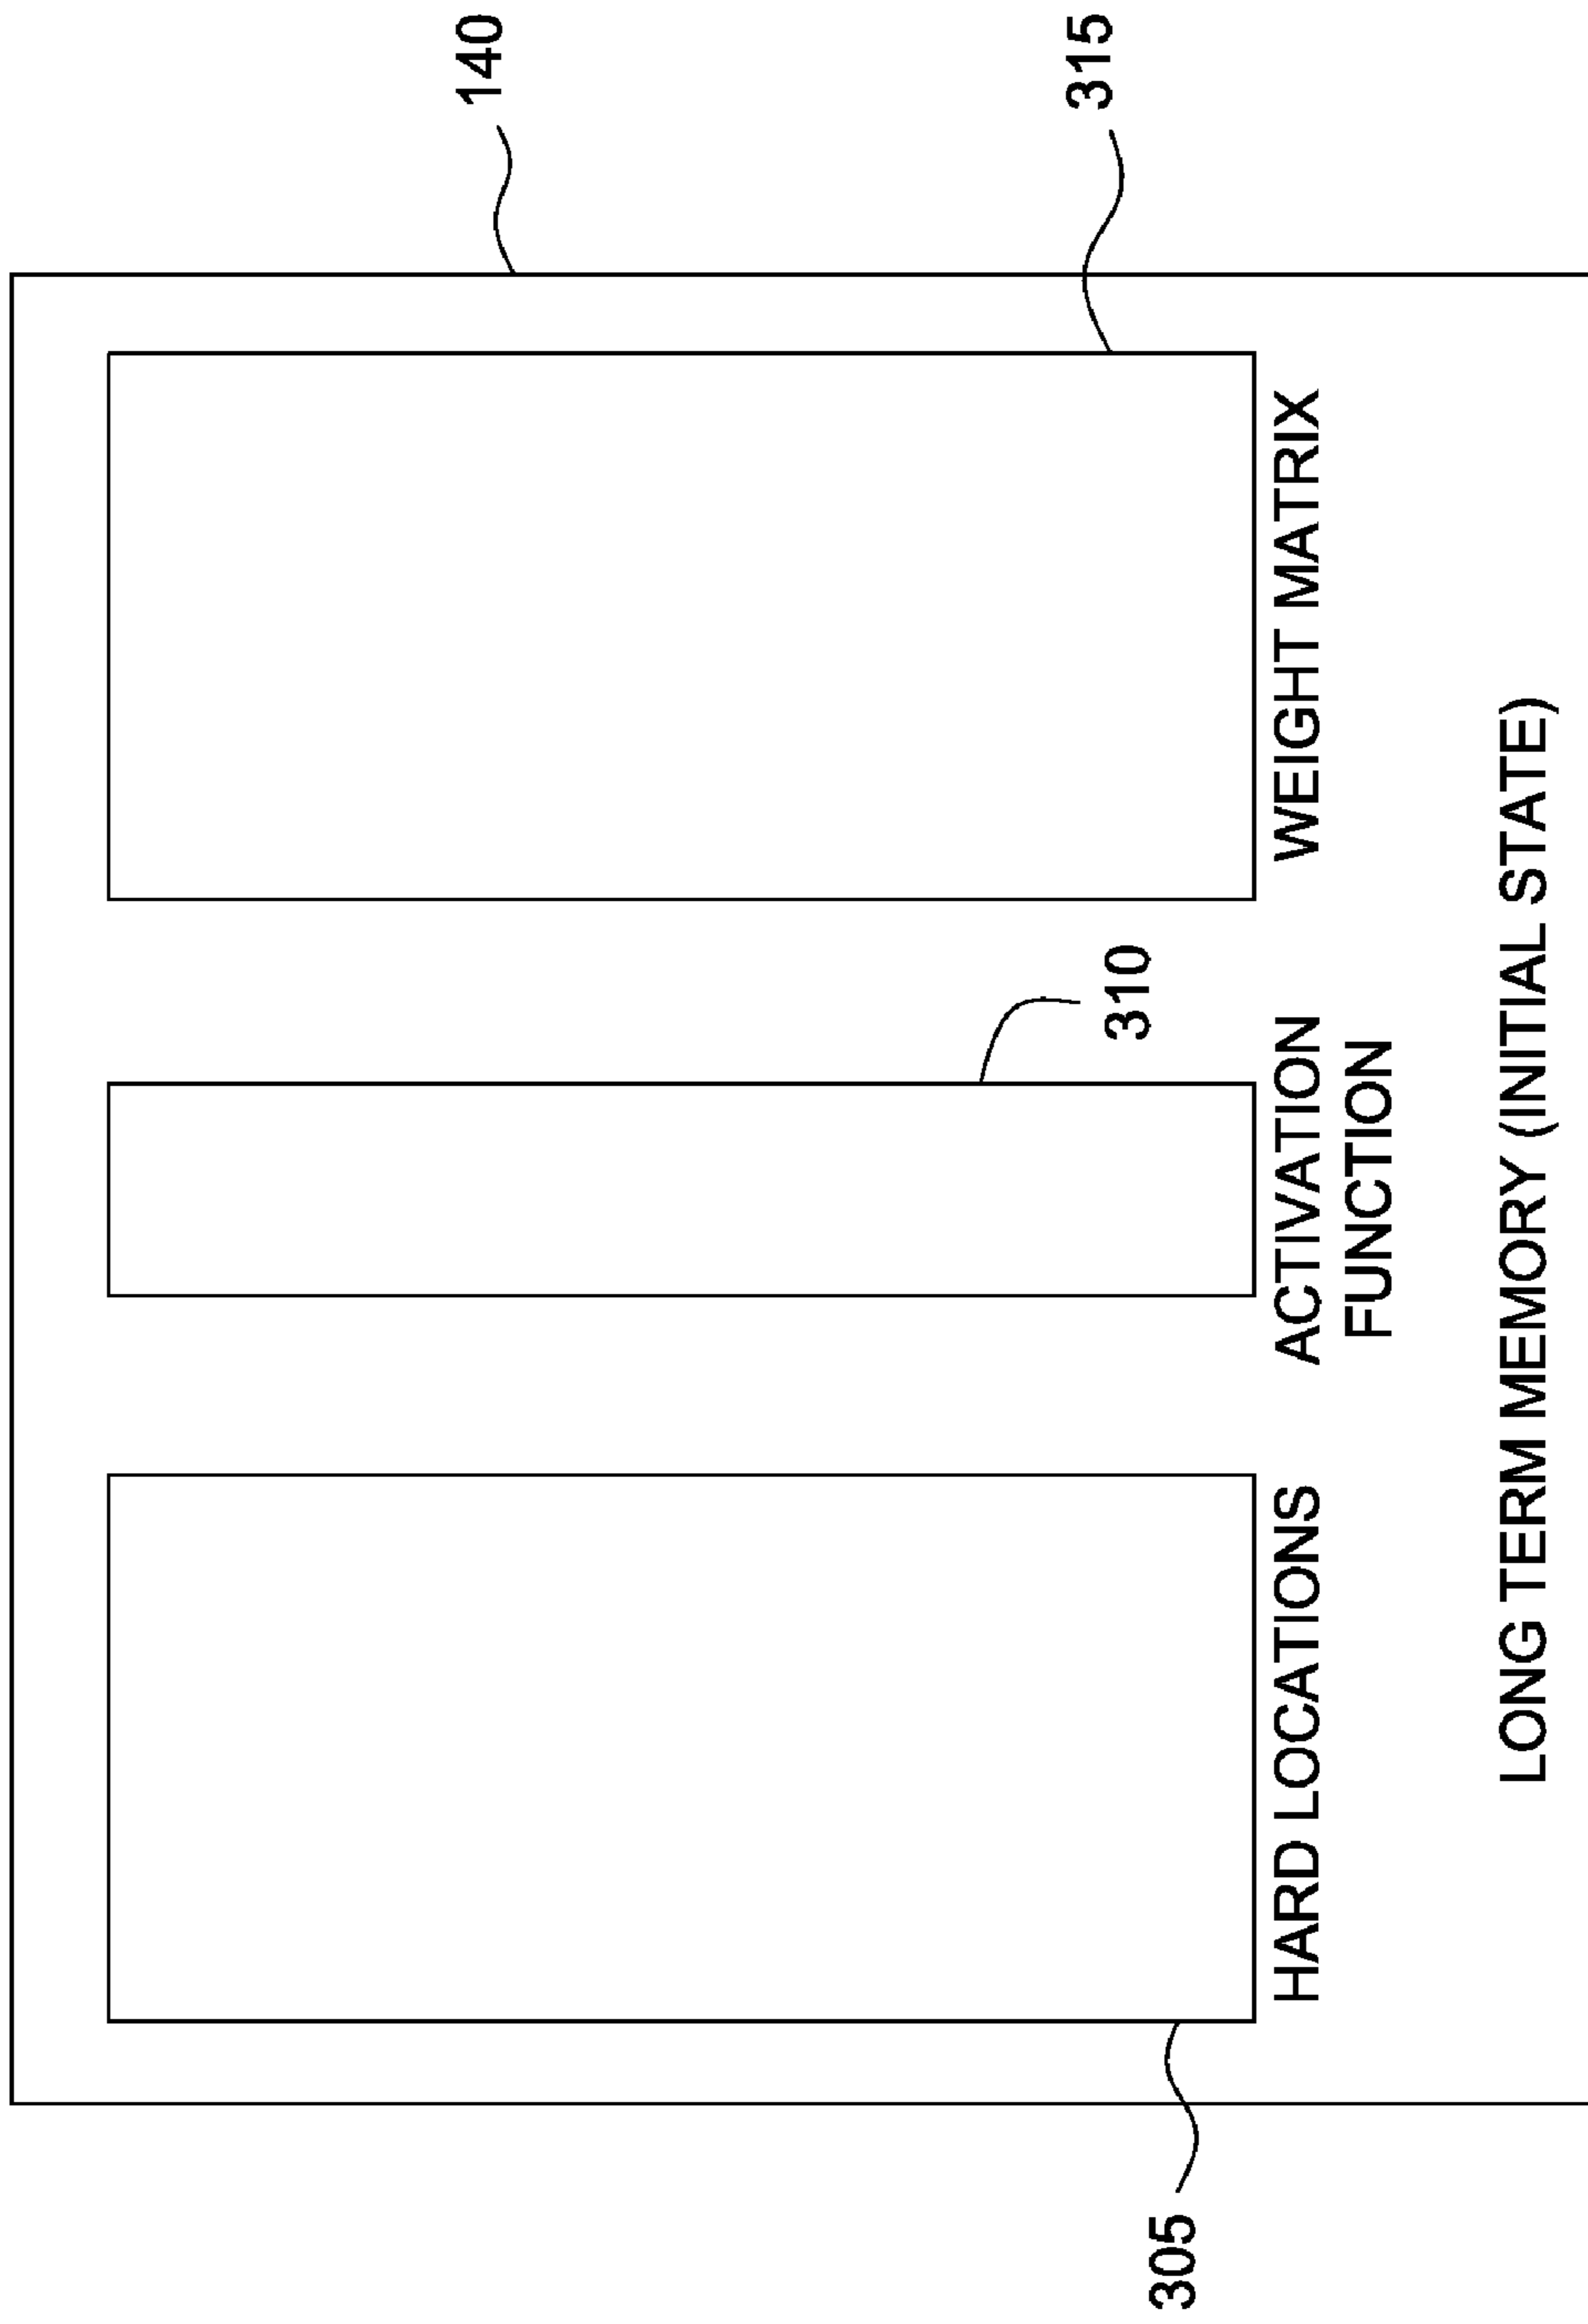 140
315
310
305
HARD LOCATIONS
ACTIVATION
FUNCTION
WEIGHT MATRIX
LONG TERM MEMORY (INITIAL STATE)